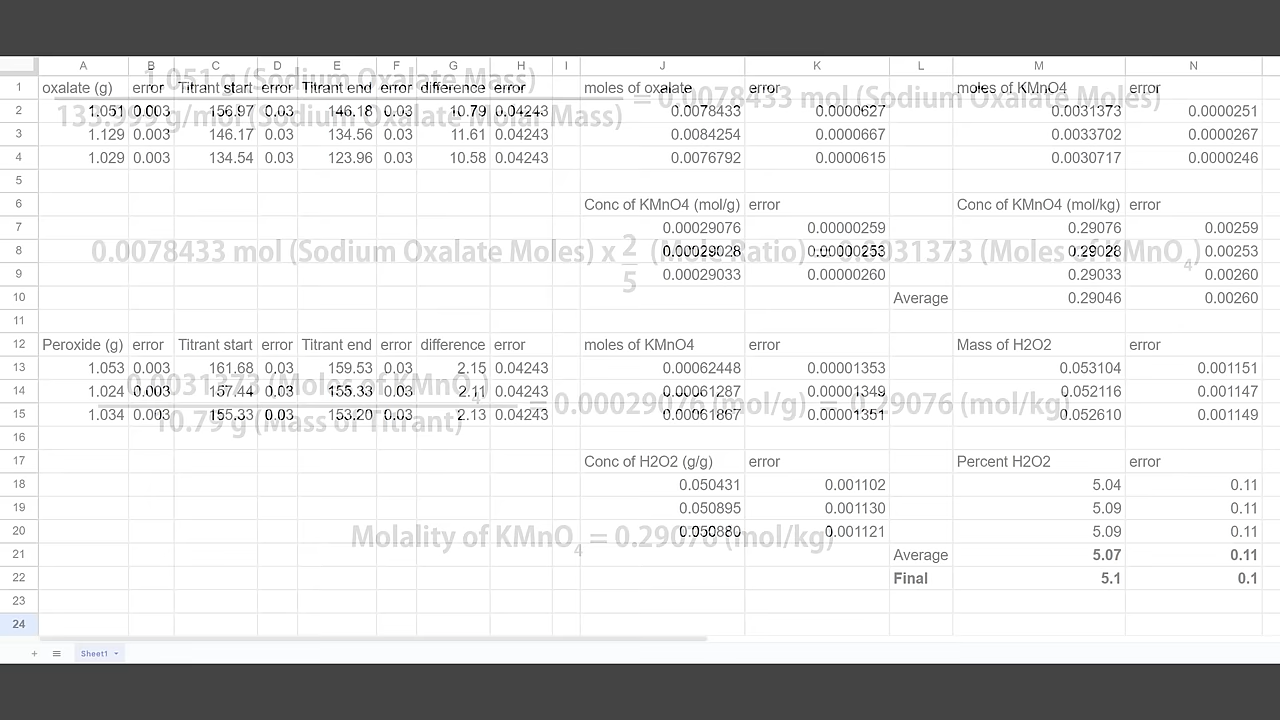 A B C D E F G H I J K L M N
1 oxalate (g) error Titrant start error Titrant end error difference error moles of oxalate error moles of KMnO4 error
1.051 g (Sodium Oxalate Mass)
= 0.0078433 mol (Sodium Oxalate Moles)
2 1.051 0.003 156.97 0.03 146.18 0.03 10.79 0.04243 0.0078433 0.0000627 0.0031373 0.0000251
g/mol (Sodium Oxalate Molar Mass)
3 1.129 0.003 146.17 0.03 134.56 0.03 11.61 0.04243 0.0084254 0.0000667 0.0033702 0.0000267
4 1.029 0.003 134.54 0.03 123.96 0.03 10.58 0.04243 0.0076792 0.0000615 0.0030717 0.0000246
5
6 Conc of KMnO4 (mol/g) error Conc of KMnO4 (mol/kg) error
7 0.00029076 0.00000259 0.29076 0.00259
8 0.00029028 0.00000253 0.29028 0.00253
0.0078433 mol (Sodium Oxalate Moles) x 2/5 (Mole Ratio) = 0.0031373 (Moles of KMnO4)
9 0.00029033 0.00000260 0.29033 0.00260
10 Average 0.29046 0.00260
11
12 Peroxide (g) error Titrant start error Titrant end error difference error moles of KMnO4 error Mass of H2O2 error
13 1.053 0.003 161.68 0.03 159.53 0.03 2.15 0.04243 0.00062448 0.00001353 0.053104 0.001151
0.0031373 (Moles of KMnO4)
14 1.024 0.003 157.44 0.03 155.33 0.03 2.11 0.04243 0.00061287 0.00001349 0.052116 0.001147
= 0.00029076 (mol/g) = 0.29076 (mol/kg)
15 1.034 0.003 155.33 0.03 153.20 0.03 2.13 0.04243 0.00061867 0.00001351 0.052610 0.001149
10.79 g (Mass of Titrant)
16
17 Conc of H2O2 (g/g) error Percent H2O2 error
18 0.050431 0.001102 5.04 0.11
19 0.050895 0.001130 5.09 0.11
20 0.050880 0.001121 5.09 0.11
Molality of KMnO4 = 0.29076 (mol/kg)
21 Average 5.07 0.11
22 Final 5.1 0.1
23
24
Sheet1